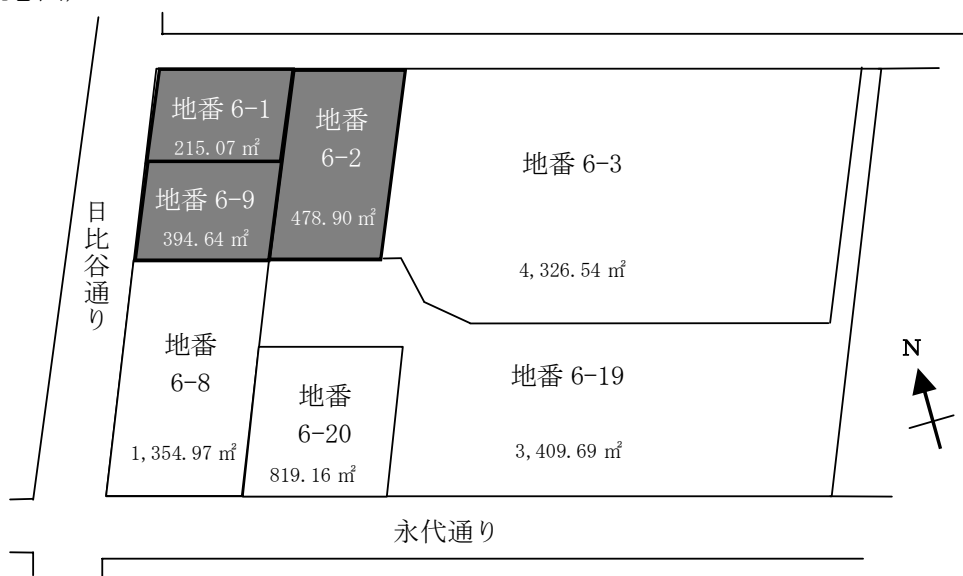 地番 6-1
215.07 ㎡
地番
6-2
478.90 ㎡
地番 6-3
4,326.54 ㎡
地番 6-9
394.64 ㎡
日比谷通り
地番
6-8
1,354.97 ㎡
地番
6-20
819.16 ㎡
地番 6-19
3,409.69 ㎡
N
永代通り